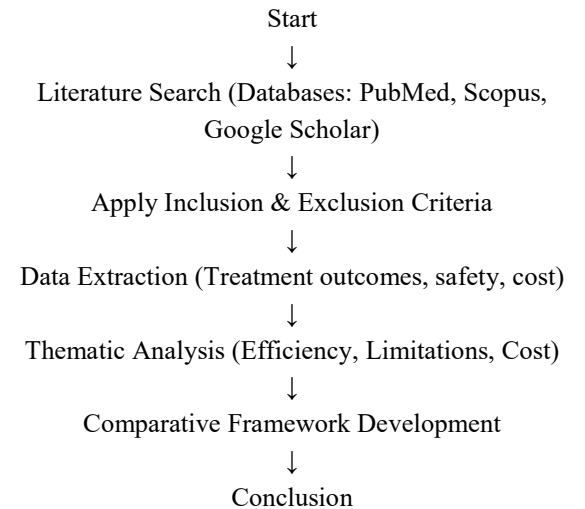 Start
↓
Literature Search (Databases: PubMed, Scopus,
Google Scholar)
↓
Apply Inclusion & Exclusion Criteria
↓
Data Extraction (Treatment outcomes, safety, cost)
↓
Thematic Analysis (Efficiency, Limitations, Cost)
↓
Comparative Framework Development
↓
Conclusion